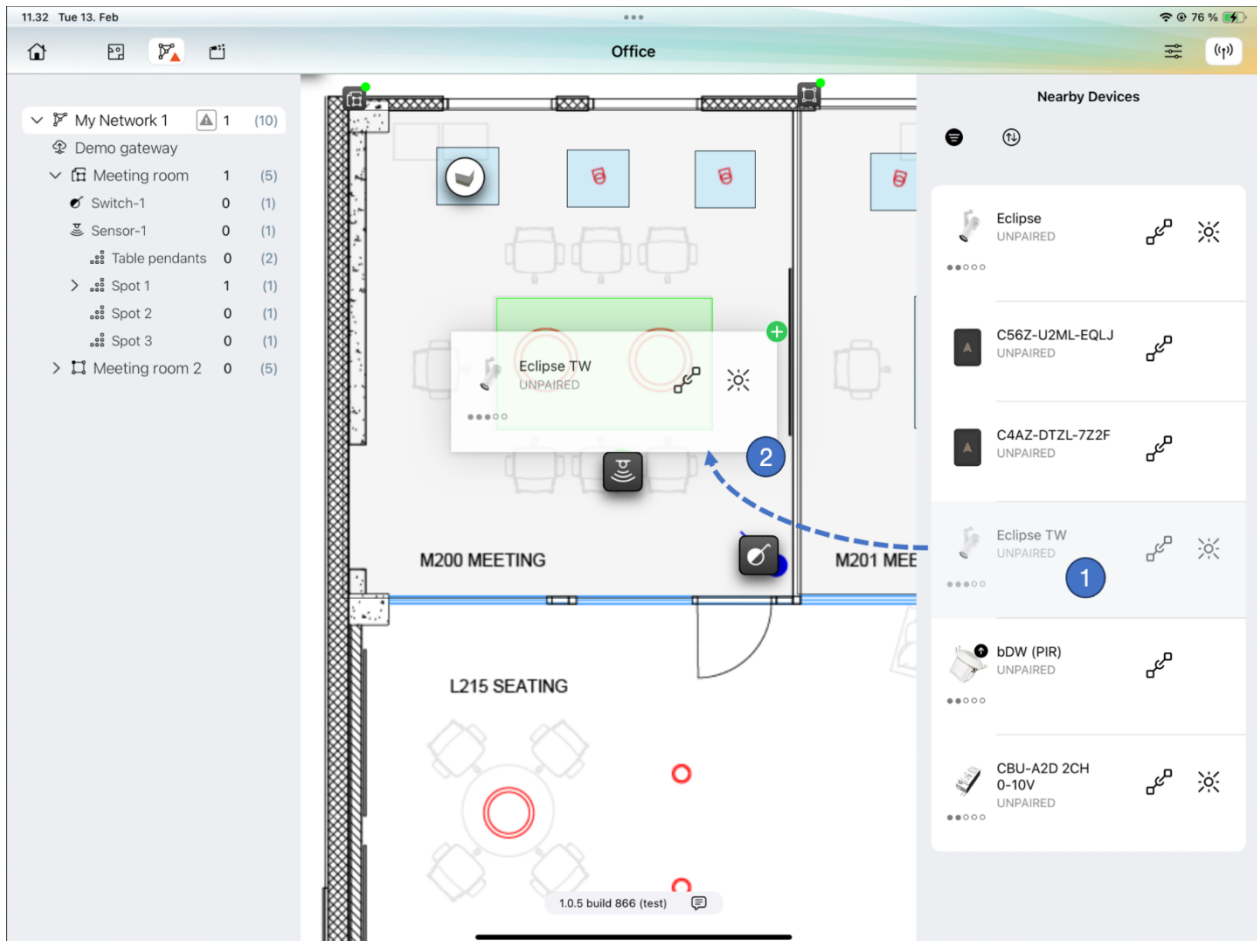 11.32 Tue 13. Feb
76 %
Office
My Network 1 1 (10)
Demo gateway
Meeting room 1 (5)
Switch-1 0 (1)
Sensor-1 0 (1)
Table pendants 0 (2)
Spot 1 1 (1)
Spot 2 0 (1)
Spot 3 0 (1)
Meeting room 2 0 (5)
Eclipse TW
UNPAIRED
2
M200 MEETING
M201 MEE
L215 SEATING
1.0.5 build 866 (test)
Nearby Devices
Eclipse
UNPAIRED
C56Z-U2ML-EQLJ
UNPAIRED
C4AZ-DTZL-7Z2F
UNPAIRED
Eclipse TW
UNPAIRED
1
bDW (PIR)
UNPAIRED
CBU-A2D 2CH
0-10V
UNPAIRED